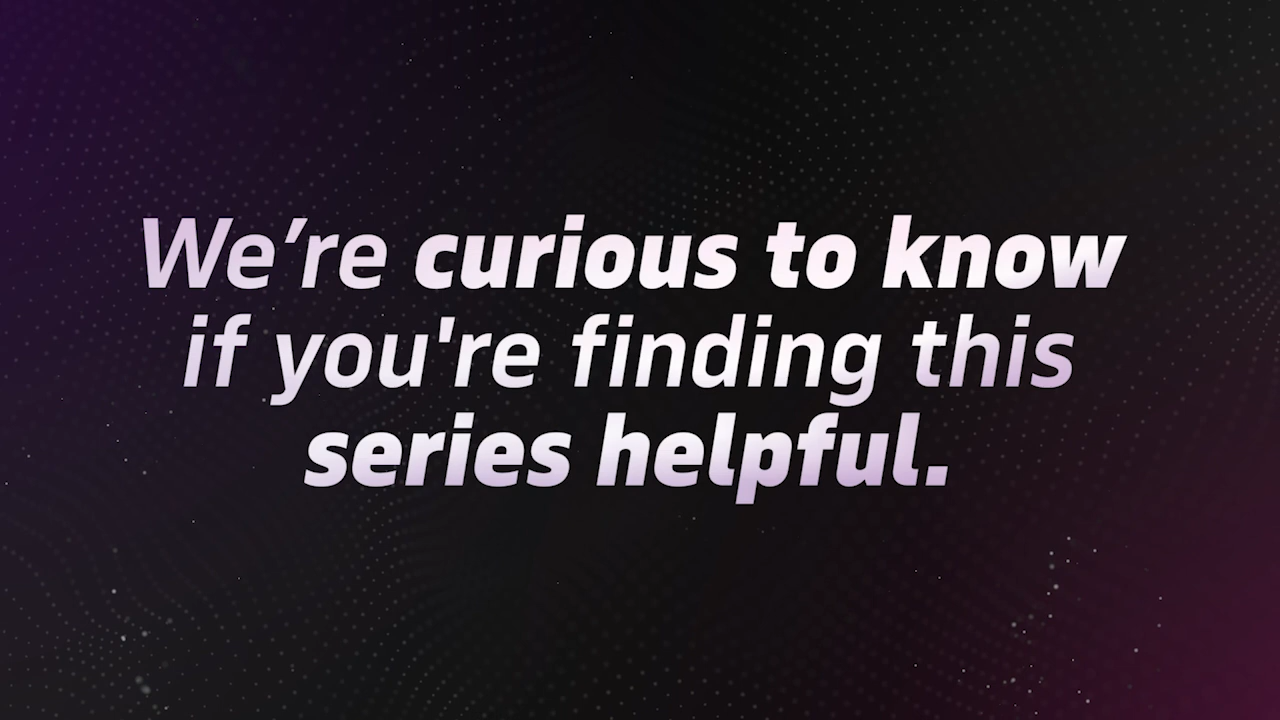 We’re curious to know
if you're finding this
series helpful.